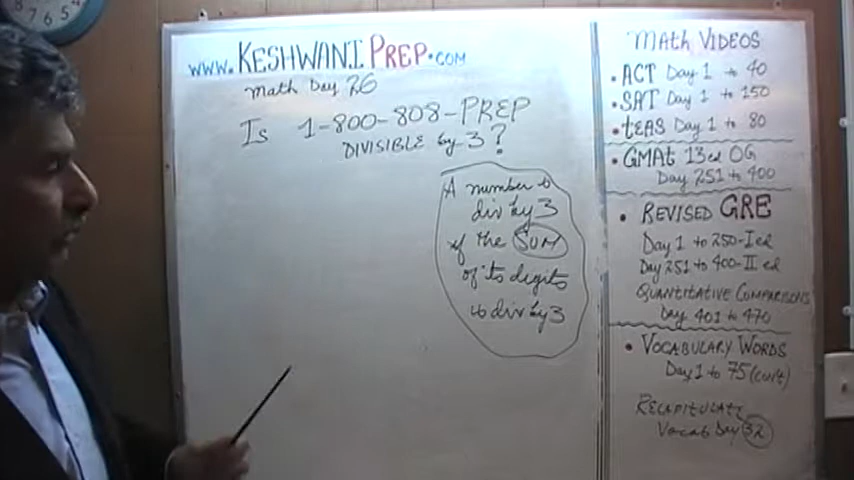 www.KESHWANIPREP.com
Math Day 26
Is 1-800-808-PREP
DIVISIBLE by 3?
A number is
div by 3
if the SUM
of its digits
is div by 3
Math VIDEOS
• ACT Day 1 to 40
• SAT Day 1 to 150
• tEAS Day 1 to 80
• GMAt 13ed OG
Day 251 to 400
• REVISED GRE
Day 1 to 250-I ed
Day 251 to 400-II ed
QUANTITATIVE COMPARISONS
Day 401 to 470
• VOCABULARY WORDS
Day 1 to 75
Vocab Day 32
7
6
5